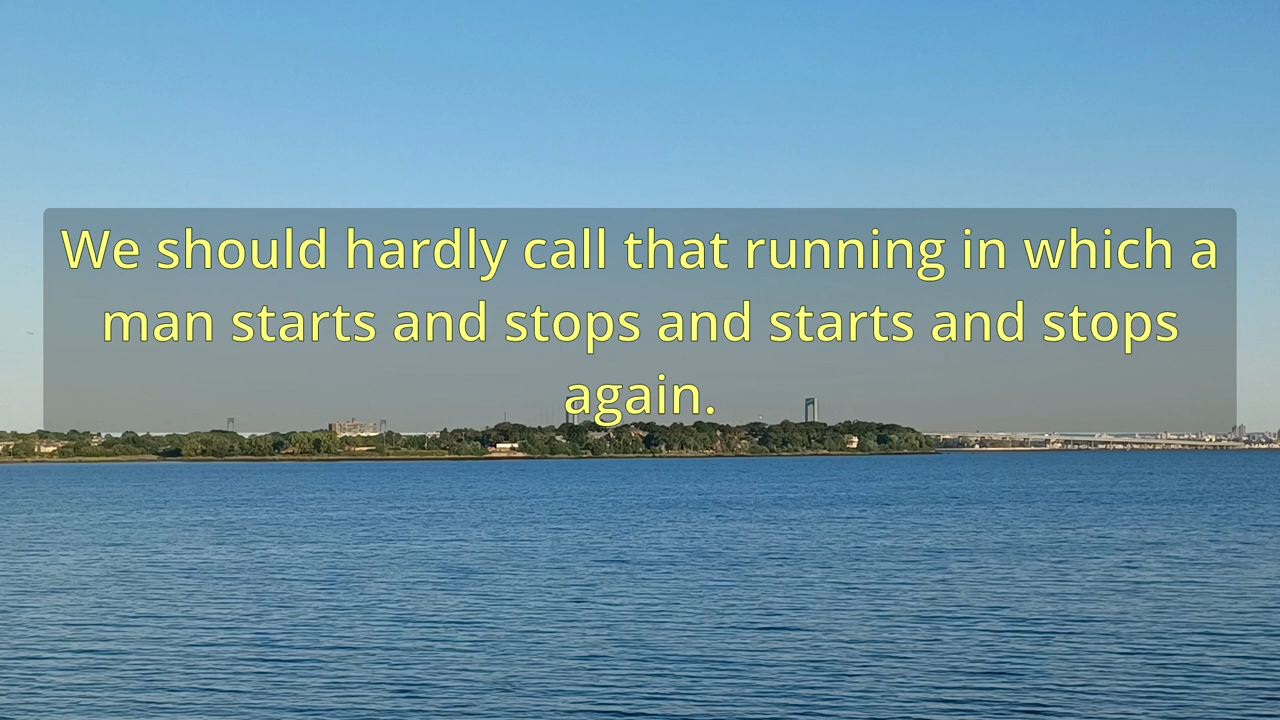 We should hardly call that running in which a
man starts and stops and starts and stops
again.